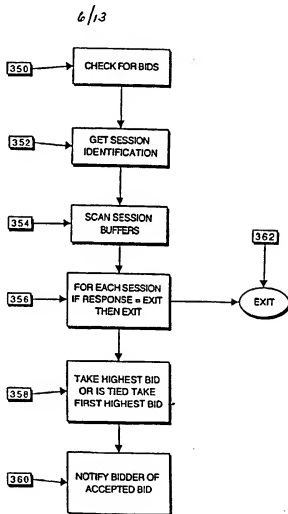 6/13
350
CHECK FOR BIDS
352
GET SESSION
IDENTIFICATION
354
SCAN SESSION
BUFFERS
362
356
FOR EACH SESSION
IF RESPONSE = EXIT
THEN EXIT
EXIT
358
TAKE HIGHEST BID
OR IS TIED TAKE
FIRST HIGHEST BID
360
NOTIFY BIDDER OF
ACCEPTED BID